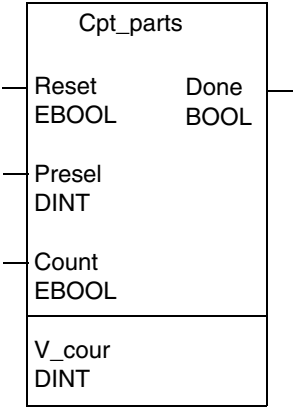 Cpt_parts
Reset Done
EBOOL BOOL
Presel
DINT
Count
EBOOL
V_cour
DINT